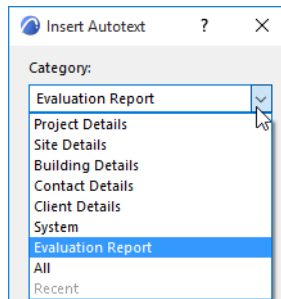 Insert Autotext
?
Category:
Evaluation Report
Project Details
Site Details
Building Details
Contact Details
Client Details
System
Evaluation Report
All
Recent